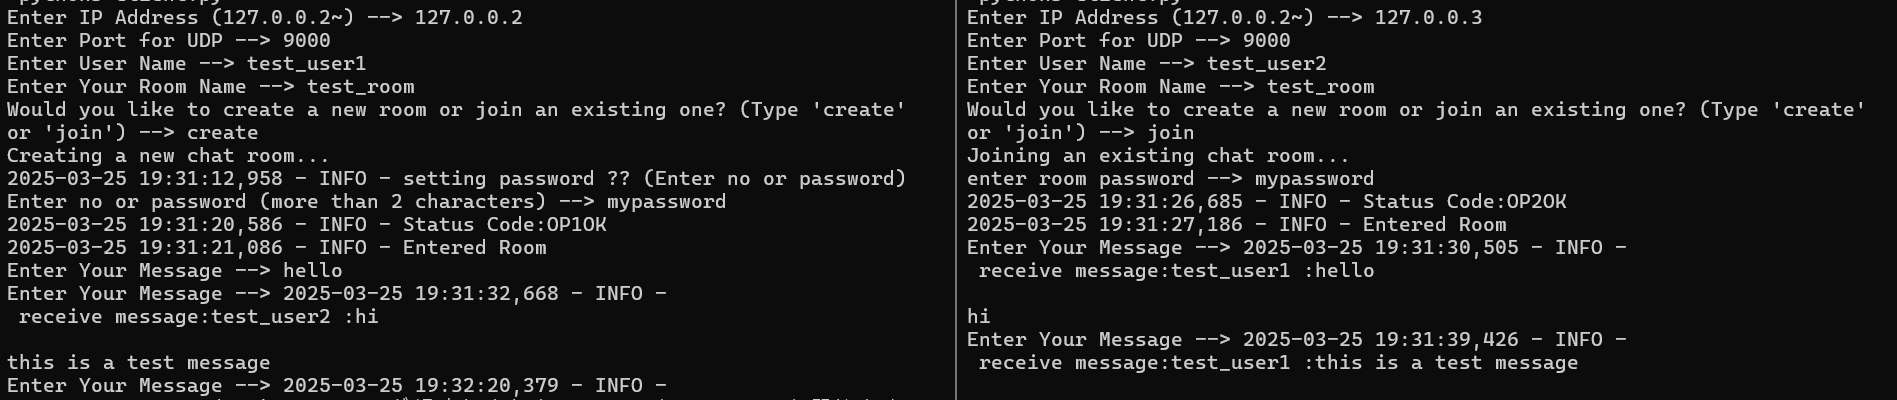 Enter IP Address (127.0.0.2~) --> 127.0.0.2
Enter Port for UDP --> 9000
Enter User Name --> test_user1
Enter Your Room Name --> test_room
Would you like to create a new room or join an existing one? (Type 'create'
or 'join') --> create
Creating a new chat room...
2025-03-25 19:31:12,958 - INFO - setting password ?? (Enter no or password)
Enter no or password (more than 2 characters) --> mypassword
2025-03-25 19:31:20,586 - INFO - Status Code:OP1OK
2025-03-25 19:31:21,086 - INFO - Entered Room
Enter Your Message --> hello
Enter Your Message --> 2025-03-25 19:31:32,668 - INFO -
 receive message:test_user2 :hi
this is a test message
Enter Your Message --> 2025-03-25 19:32:20,379 - INFO -
Enter IP Address (127.0.0.2~) --> 127.0.0.3
Enter Port for UDP --> 9000
Enter User Name --> test_user2
Enter Your Room Name --> test_room
Would you like to create a new room or join an existing one? (Type 'create'
or 'join') --> join
Joining an existing chat room...
enter room password --> mypassword
2025-03-25 19:31:26,685 - INFO - Status Code:OP2OK
2025-03-25 19:31:27,186 - INFO - Entered Room
Enter Your Message --> 2025-03-25 19:31:30,505 - INFO -
 receive message:test_user1 :hello
hi
Enter Your Message --> 2025-03-25 19:31:39,426 - INFO -
 receive message:test_user1 :this is a test message